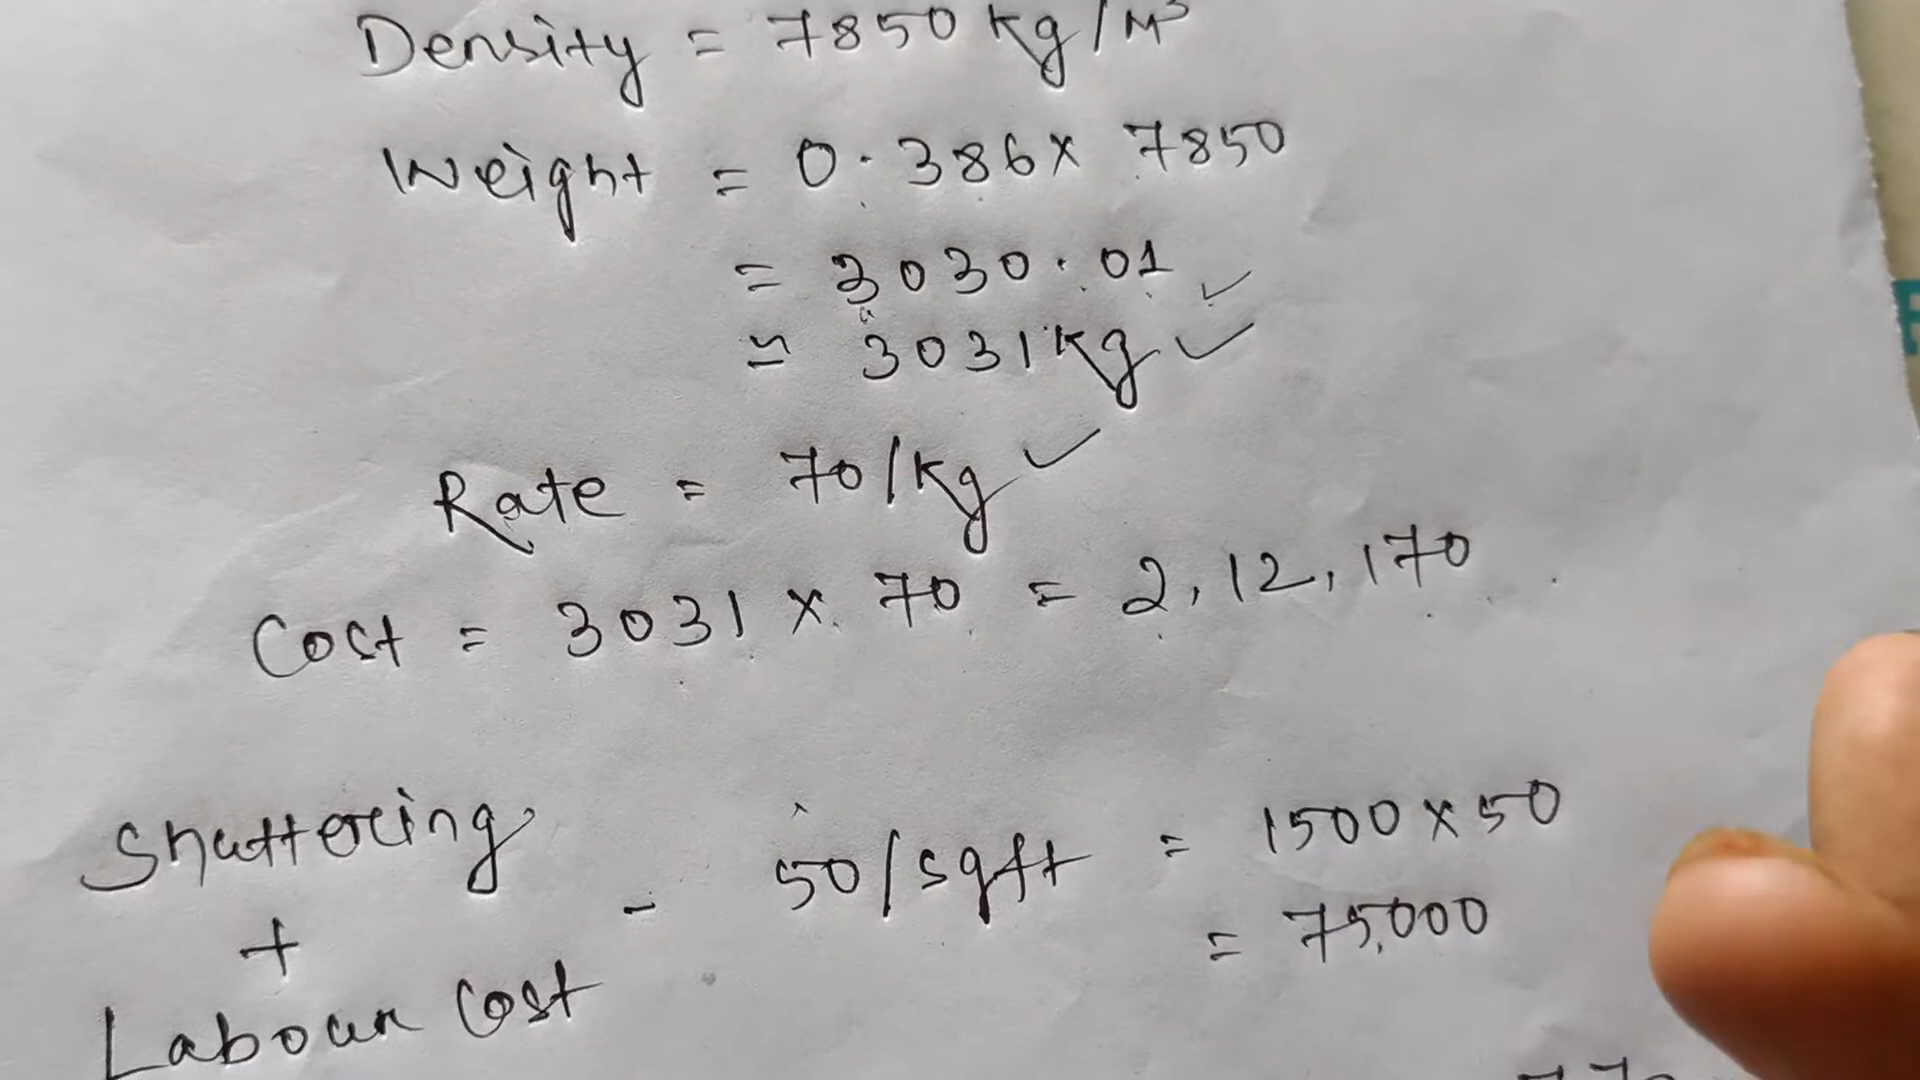 Density = 7850 kg/M³
Weight = 0.386 x 7850
= 3030.01
≃ 3031 kg
Rate = 70/kg
Cost = 3031 x 70 = 2,12,170
Shuttering
+
Labour Cost - 50/sqft = 1500 x 50
= 75,000